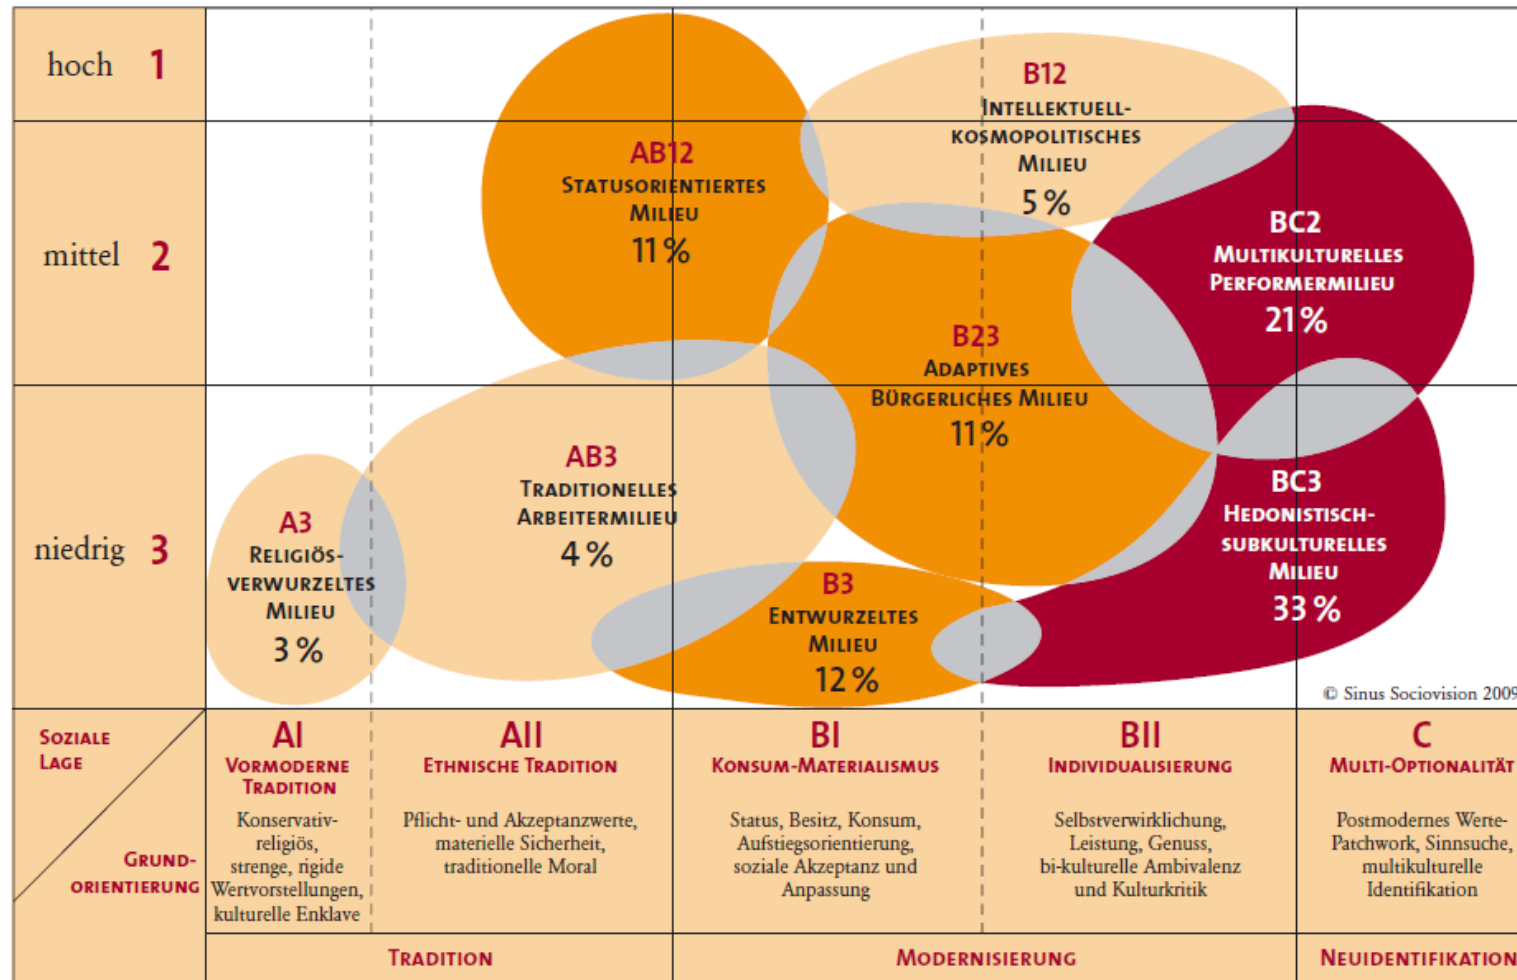 hoch 1
mittel 2
niedrig 3
B12
INTELLEKTUELL-
KOSMOPOLITISCHES
MILIEU
5 %
AB12
STATUSORIENTIERTES
MILIEU
11 %
BC2
MULTIKULTURELLES
PERFORMERMILIEU
21 %
B23
ADAPTIVES
BÜRGERLICHES MILIEU
11 %
AB3
TRADITIONELLES
ARBEITERMILIEU
4 %
BC3
HEDONISTISCH-
SUBKULTURELLES
MILIEU
33 %
A3
RELIGIÖS-
VERWURZELTES
MILIEU
3 %
B3
ENTWURZELTES
MILIEU
12 %
© Sinus Sociovision 2009
SOZIALE
LAGE
GRUND-
ORIENTIERUNG
AI
VORMODERNE
TRADITION
Konservativ-
religiös,
strenge, rigide
Wertvorstellungen,
kulturelle Enklave
AII
ETHNISCHE TRADITION
Pflicht- und Akzeptanzwerte,
materielle Sicherheit,
traditionelle Moral
BI
KONSUM-MATERIALISMUS
Status, Besitz, Konsum,
Aufstiegsorientierung,
soziale Akzeptanz und
Anpassung
BII
INDIVIDUALISIERUNG
Selbstverwirklichung,
Leistung, Genuss,
bi-kulturelle Ambivalenz
und Kulturkritik
C
MULTI-OPTIONALITÄT
Postmodernes Werte-
Patchwork, Sinnsuche,
multikulturelle
Identifikation
TRADITION
MODERNISIERUNG
NEUIDENTIFIKATION